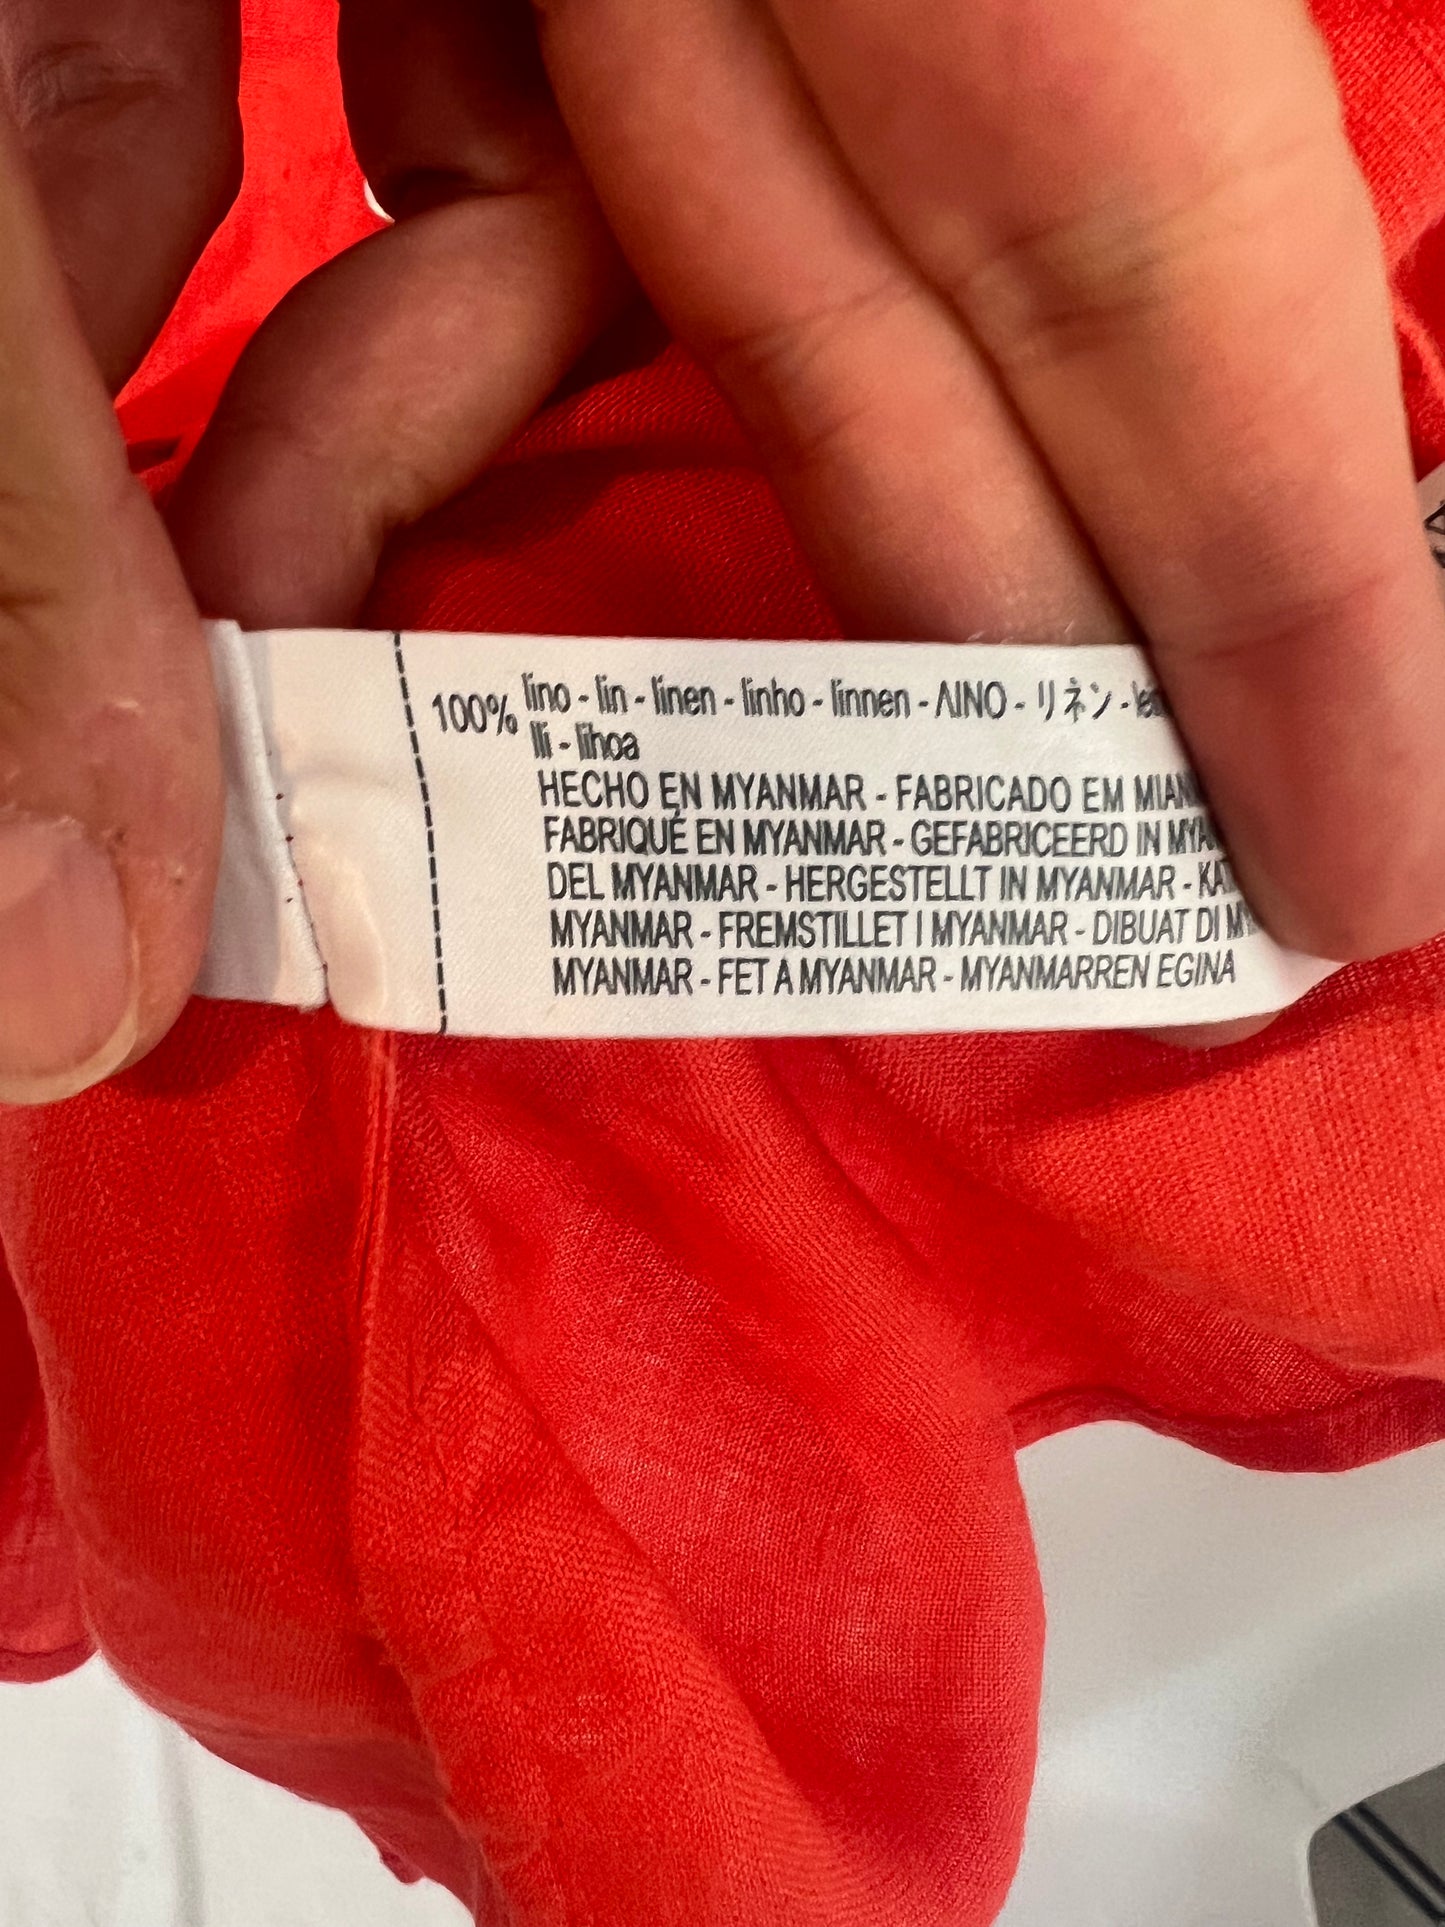 100% lino - lin - linen - linho - linnen - ΛΙΝΟ - リネン -
lli - lihoa
HECHO EN MYANMAR - FABRICADO EM
FABRIQUÉ EN MYANMAR - GEFABRICEERD IN
DEL MYANMAR - HERGESTELLT IN MYANMAR -
MYANMAR - FREMSTILLET I MYANMAR - DIBUAT DI
MYANMAR - FET A MYANMAR - MYANMARREN EGINA